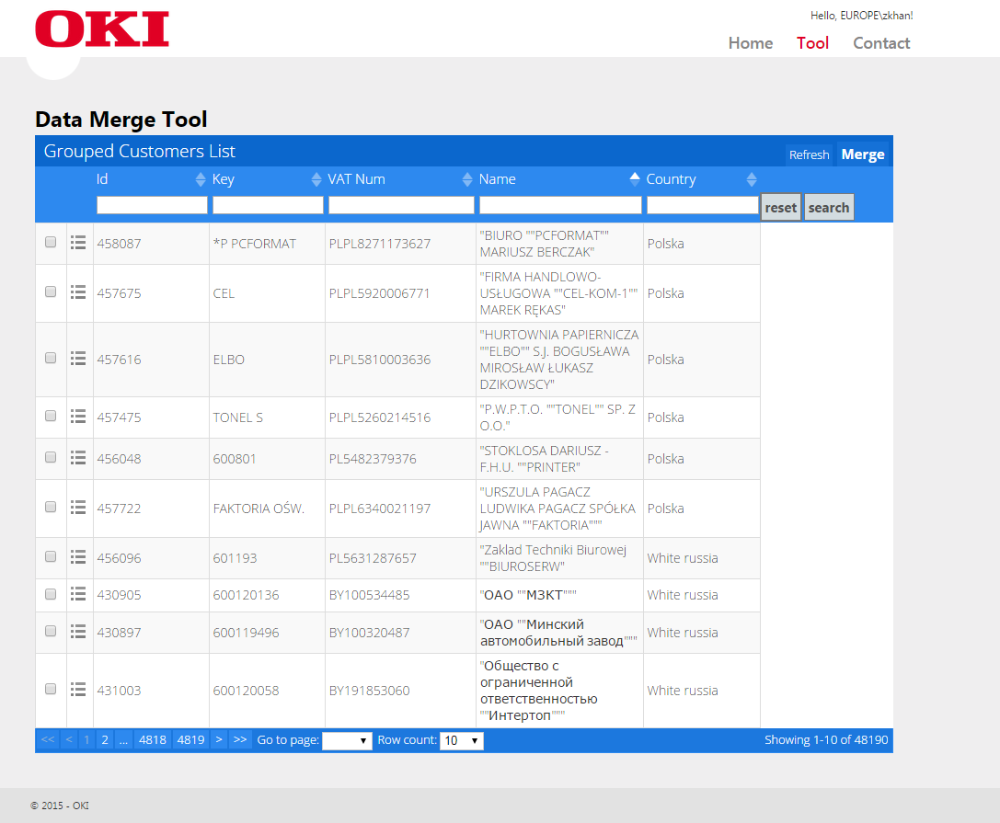 OKI
Hello, EUROPE\zkhan!
Home Tool Contact
Data Merge Tool
Grouped Customers List
Refresh Merge
Id Key VAT Num Name Country
reset search
458087 *P PCFORMAT PLPL8271173627 "BIURO ""PCFORMAT"" Polska
MARIUSZ BERCZAK"
457675 CEL PLPL5920006771 "FIRMA HANDLOWO- Polska
USŁUGOWA ""CEL-KOM-1""
MAREK RĘKAS"
457616 ELBO PLPL5810003636 "HURTOWNIA PAPIERNICZA Polska
""ELBO"" S.J. BOGUSŁAWA
MIROSŁAW ŁUKASZ
DZIKOWSCY"
457475 TONEL S PLPL5260214516 "P.W.P.T.O. ""TONEL"" SP. Z Polska
O.O."
456048 600801 PL5482379376 "STOKLOSA DARIUSZ - Polska
F.H.U. ""PRINTER"
457722 FAKTORIA OŚW. PLPL6340021197 "URSZULA PAGACZ Polska
LUDWIKA PAGACZ SPÓŁKA
JAWNA ""FAKTORIA"""
456096 601193 PL5631287657 "Zaklad Techniki Biurowej White russia
""BIUROSERW"
430905 600120136 BY100534485 "ОАО ""МЗКТ""" White russia
430897 600119496 BY100320487 "ОАО ""Минский White russia
автомобильный завод"""
431003 600120058 BY191853060 "Общество с White russia
ограниченной
ответственностью
""Интертоп"""
<< < 1 2 ... 4818 4819 > >> Go to page: Row count: 10 Showing 1-10 of 48190
© 2015 - OKI